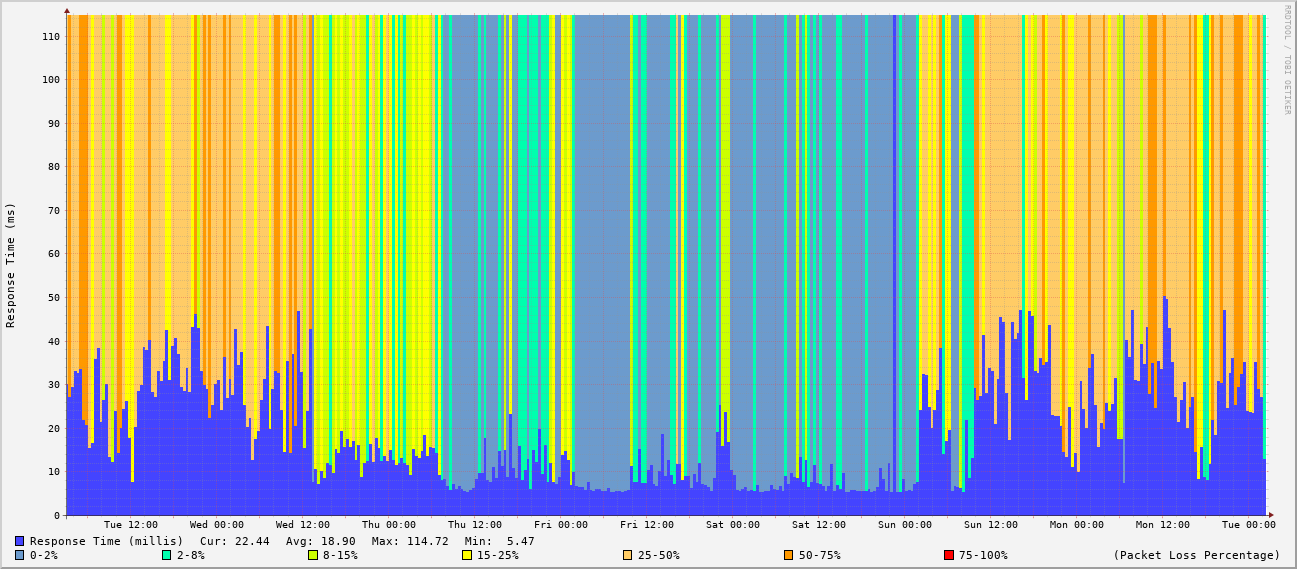 RRDTOOL / TOBI OETIKER
Response Time (ms)
110
100
90
80
70
60
50
40
30
20
10
0
Tue 12:00 Wed 00:00 Wed 12:00 Thu 00:00 Thu 12:00 Fri 00:00 Fri 12:00 Sat 00:00 Sat 12:00 Sun 00:00 Sun 12:00 Mon 00:00 Mon 12:00 Tue 00:00
Response Time (millis) Cur: 22.44 Avg: 18.90 Max: 114.72 Min: 5.47
0-2% 2-8% 8-15% 15-25% 25-50% 50-75% 75-100% (Packet Loss Percentage)